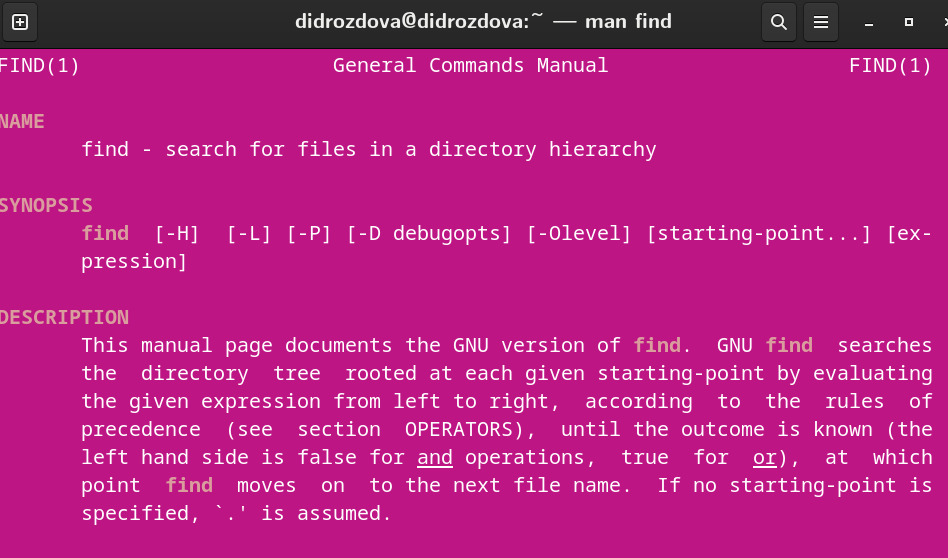 didrozdova@didrozdova:~ — man find
FIND(1) General Commands Manual FIND(1)
NAME
find - search for files in a directory hierarchy
SYNOPSIS
find [-H] [-L] [-P] [-D debugopts] [-Olevel] [starting-point...] [ex-
pression]
DESCRIPTION
This manual page documents the GNU version of find. GNU find searches
the directory tree rooted at each given starting-point by evaluating
the given expression from left to right, according to the rules of
precedence (see section OPERATORS), until the outcome is known (the
left hand side is false for and operations, true for or), at which
point find moves on to the next file name. If no starting-point is
specified, `.' is assumed.